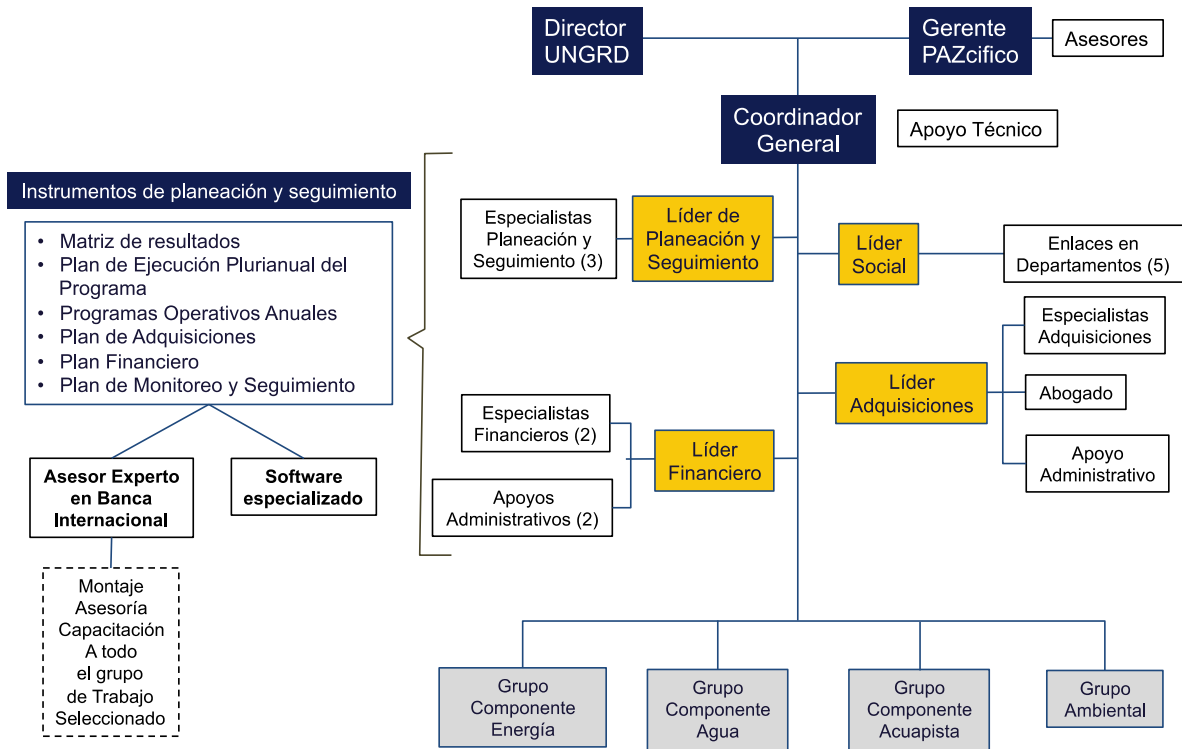 Director
UNGRD
Gerente
PAZcifico
Asesores
Coordinador
General
Apoyo Técnico
Instrumentos de planeación y seguimiento
• Matriz de resultados
• Plan de Ejecución Plurianual del
Programa
• Programas Operativos Anuales
• Plan de Adquisiciones
• Plan Financiero
• Plan de Monitoreo y Seguimiento
Asesor Experto
en Banca
Internacional
Software
especializado
Montaje
Asesoría
Capacitación
A todo
el grupo
de Trabajo
Seleccionado
Especialistas
Planeación y
Seguimiento (3)
Líder de
Planeación y
Seguimiento
Líder
Social
Enlaces en
Departamentos (5)
Especialistas
Adquisiciones
Líder
Adquisiciones
Abogado
Apoyo
Administrativo
Especialistas
Financieros (2)
Líder
Financiero
Apoyos
Administrativos (2)
Grupo
Componente
Energía
Grupo
Componente
Agua
Grupo
Componente
Acuapista
Grupo
Ambiental